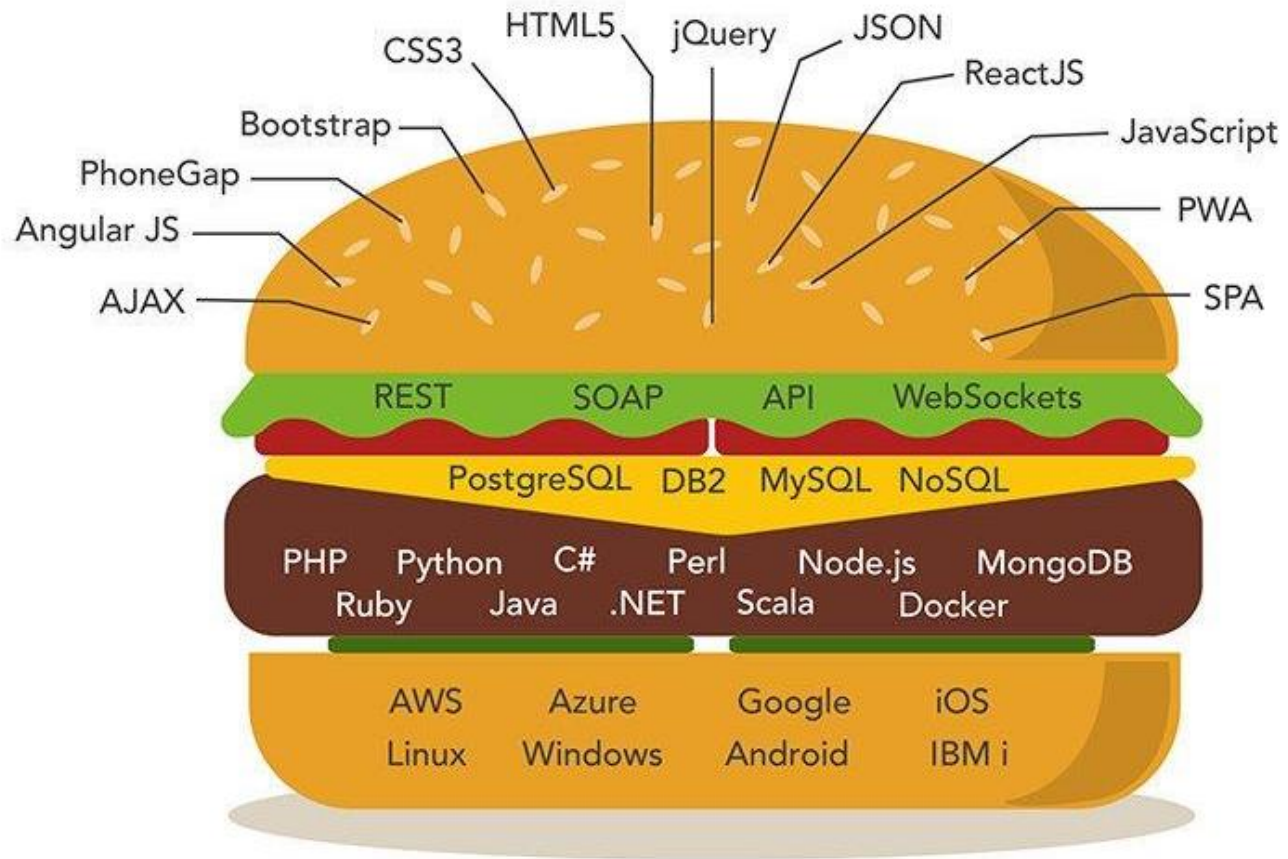 HTML5
jQuery
JSON
CSS3
ReactJS
Bootstrap
JavaScript
PhoneGap
PWA
Angular JS
AJAX
SPA
REST SOAP API WebSockets
PostgreSQL DB2 MySQL NoSQL
PHP Python C# Perl Node.js MongoDB
Ruby Java .NET Scala Docker
AWS Azure Google iOS
Linux Windows Android IBM i